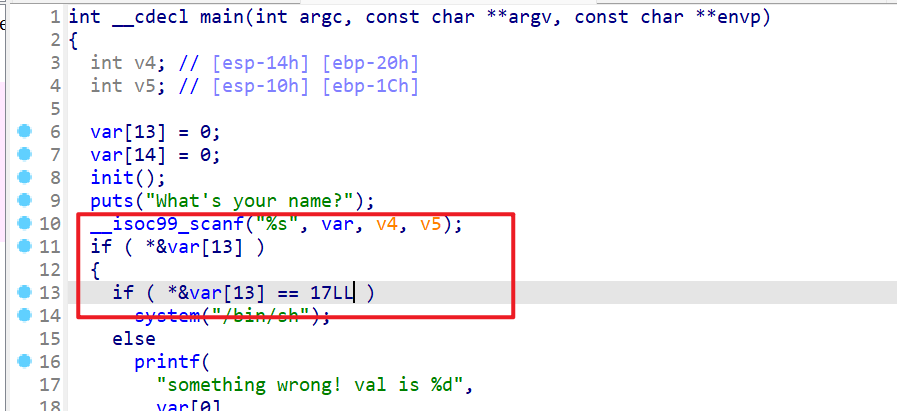 1 int __cdecl main(int argc, const char **argv, const char **envp)
2 {
3 int v4; // [esp-14h] [ebp-20h]
4 int v5; // [esp-10h] [ebp-1Ch]
5
6 var[13] = 0;
7 var[14] = 0;
8 init();
9 puts("What's your name?");
10 __isoc99_scanf("%s", var, v4, v5);
11 if ( *&var[13] )
12 {
13 if ( *&var[13] == 17LL )
14 system("/bin/sh");
15 else
16 printf(
17 "something wrong! val is %d",
18 var[0]